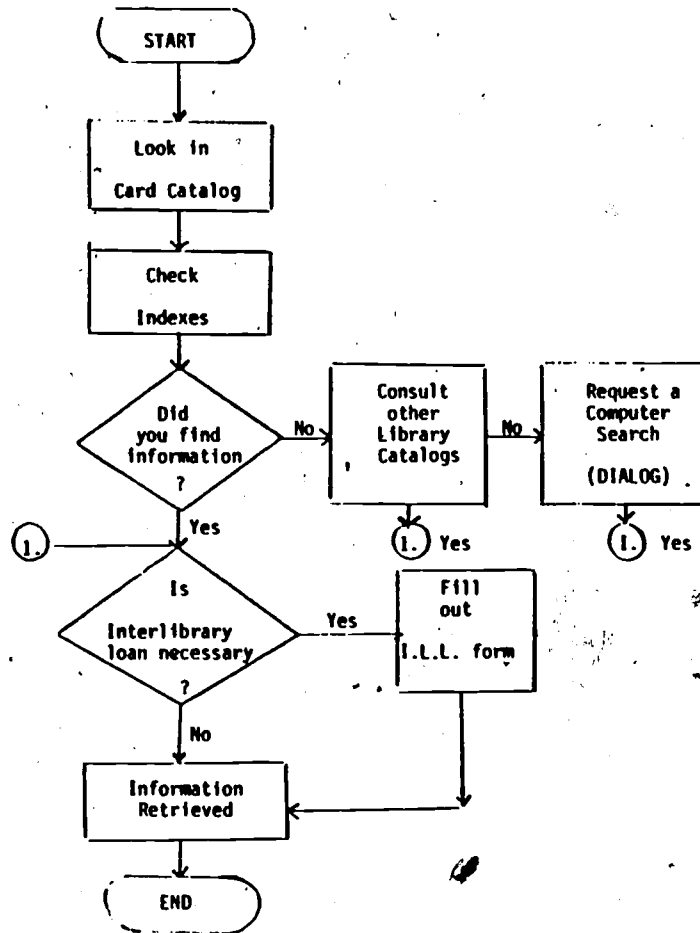 START
Look in
Card Catalog
Check
Indexes
Did
you find
information
?
No
Consult
other
Library
Catalogs
No
Request a
Computer
Search
(DIALOG)
Yes
1.
1. Yes
1. Yes
Is
Interlibrary
loan necessary
?
Yes
Fill
out
I.L.L. form
No
Information
Retrieved
END